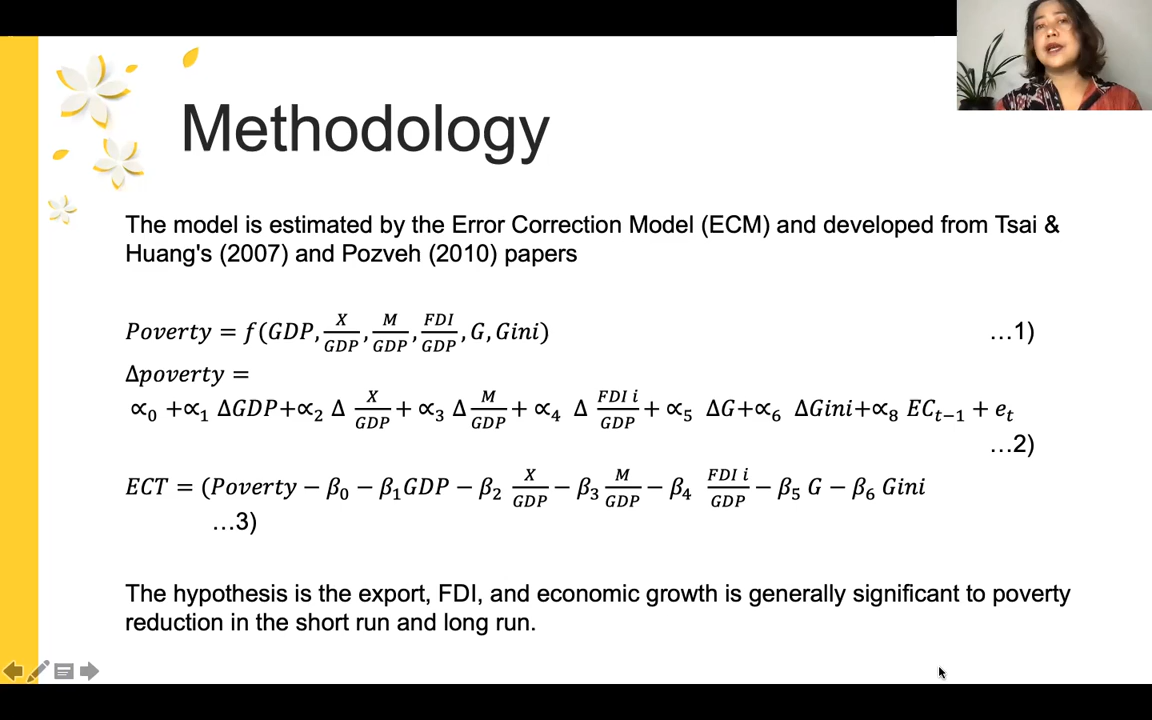 Methodology
The model is estimated by the Error Correction Model (ECM) and developed from Tsai &
Huang's (2007) and Pozveh (2010) papers
Poverty = f(GDP, X/GDP, M/GDP, FDI/GDP, G, Gini) …1)
Δpoverty =
∝₀ +∝₁ ΔGDP+∝₂ Δ X/GDP + ∝₃ Δ M/GDP + ∝₄ Δ FDI i/GDP + ∝₅ ΔG+∝₆ ΔGini+∝₈ ECₜ₋₁ + eₜ
…2)
ECT = (Poverty − β₀ − β₁GDP − β₂ X/GDP − β₃ M/GDP − β₄ FDI i/GDP − β₅ G − β₆ Gini
…3)
The hypothesis is the export, FDI, and economic growth is generally significant to poverty
reduction in the short run and long run.